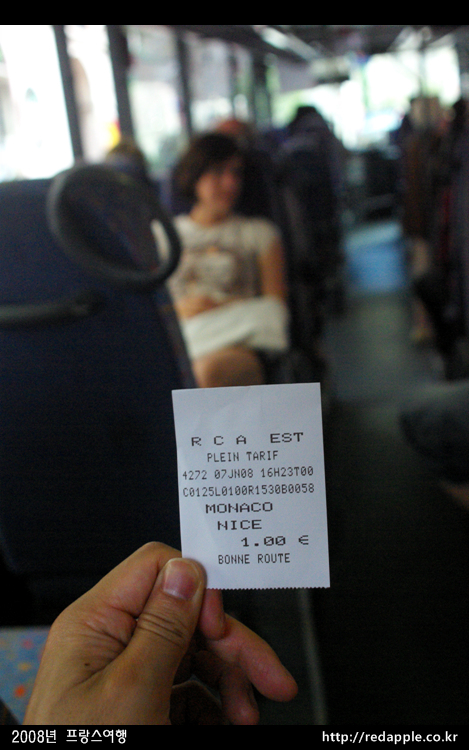 R C A EST
PLEIN TARIF
4272 07JN08 16H23T00
C0125L0100R1530B0058
MONACO
NICE
1.00 €
BONNE ROUTE
2008년 프랑스여행
http://redapple.co.kr